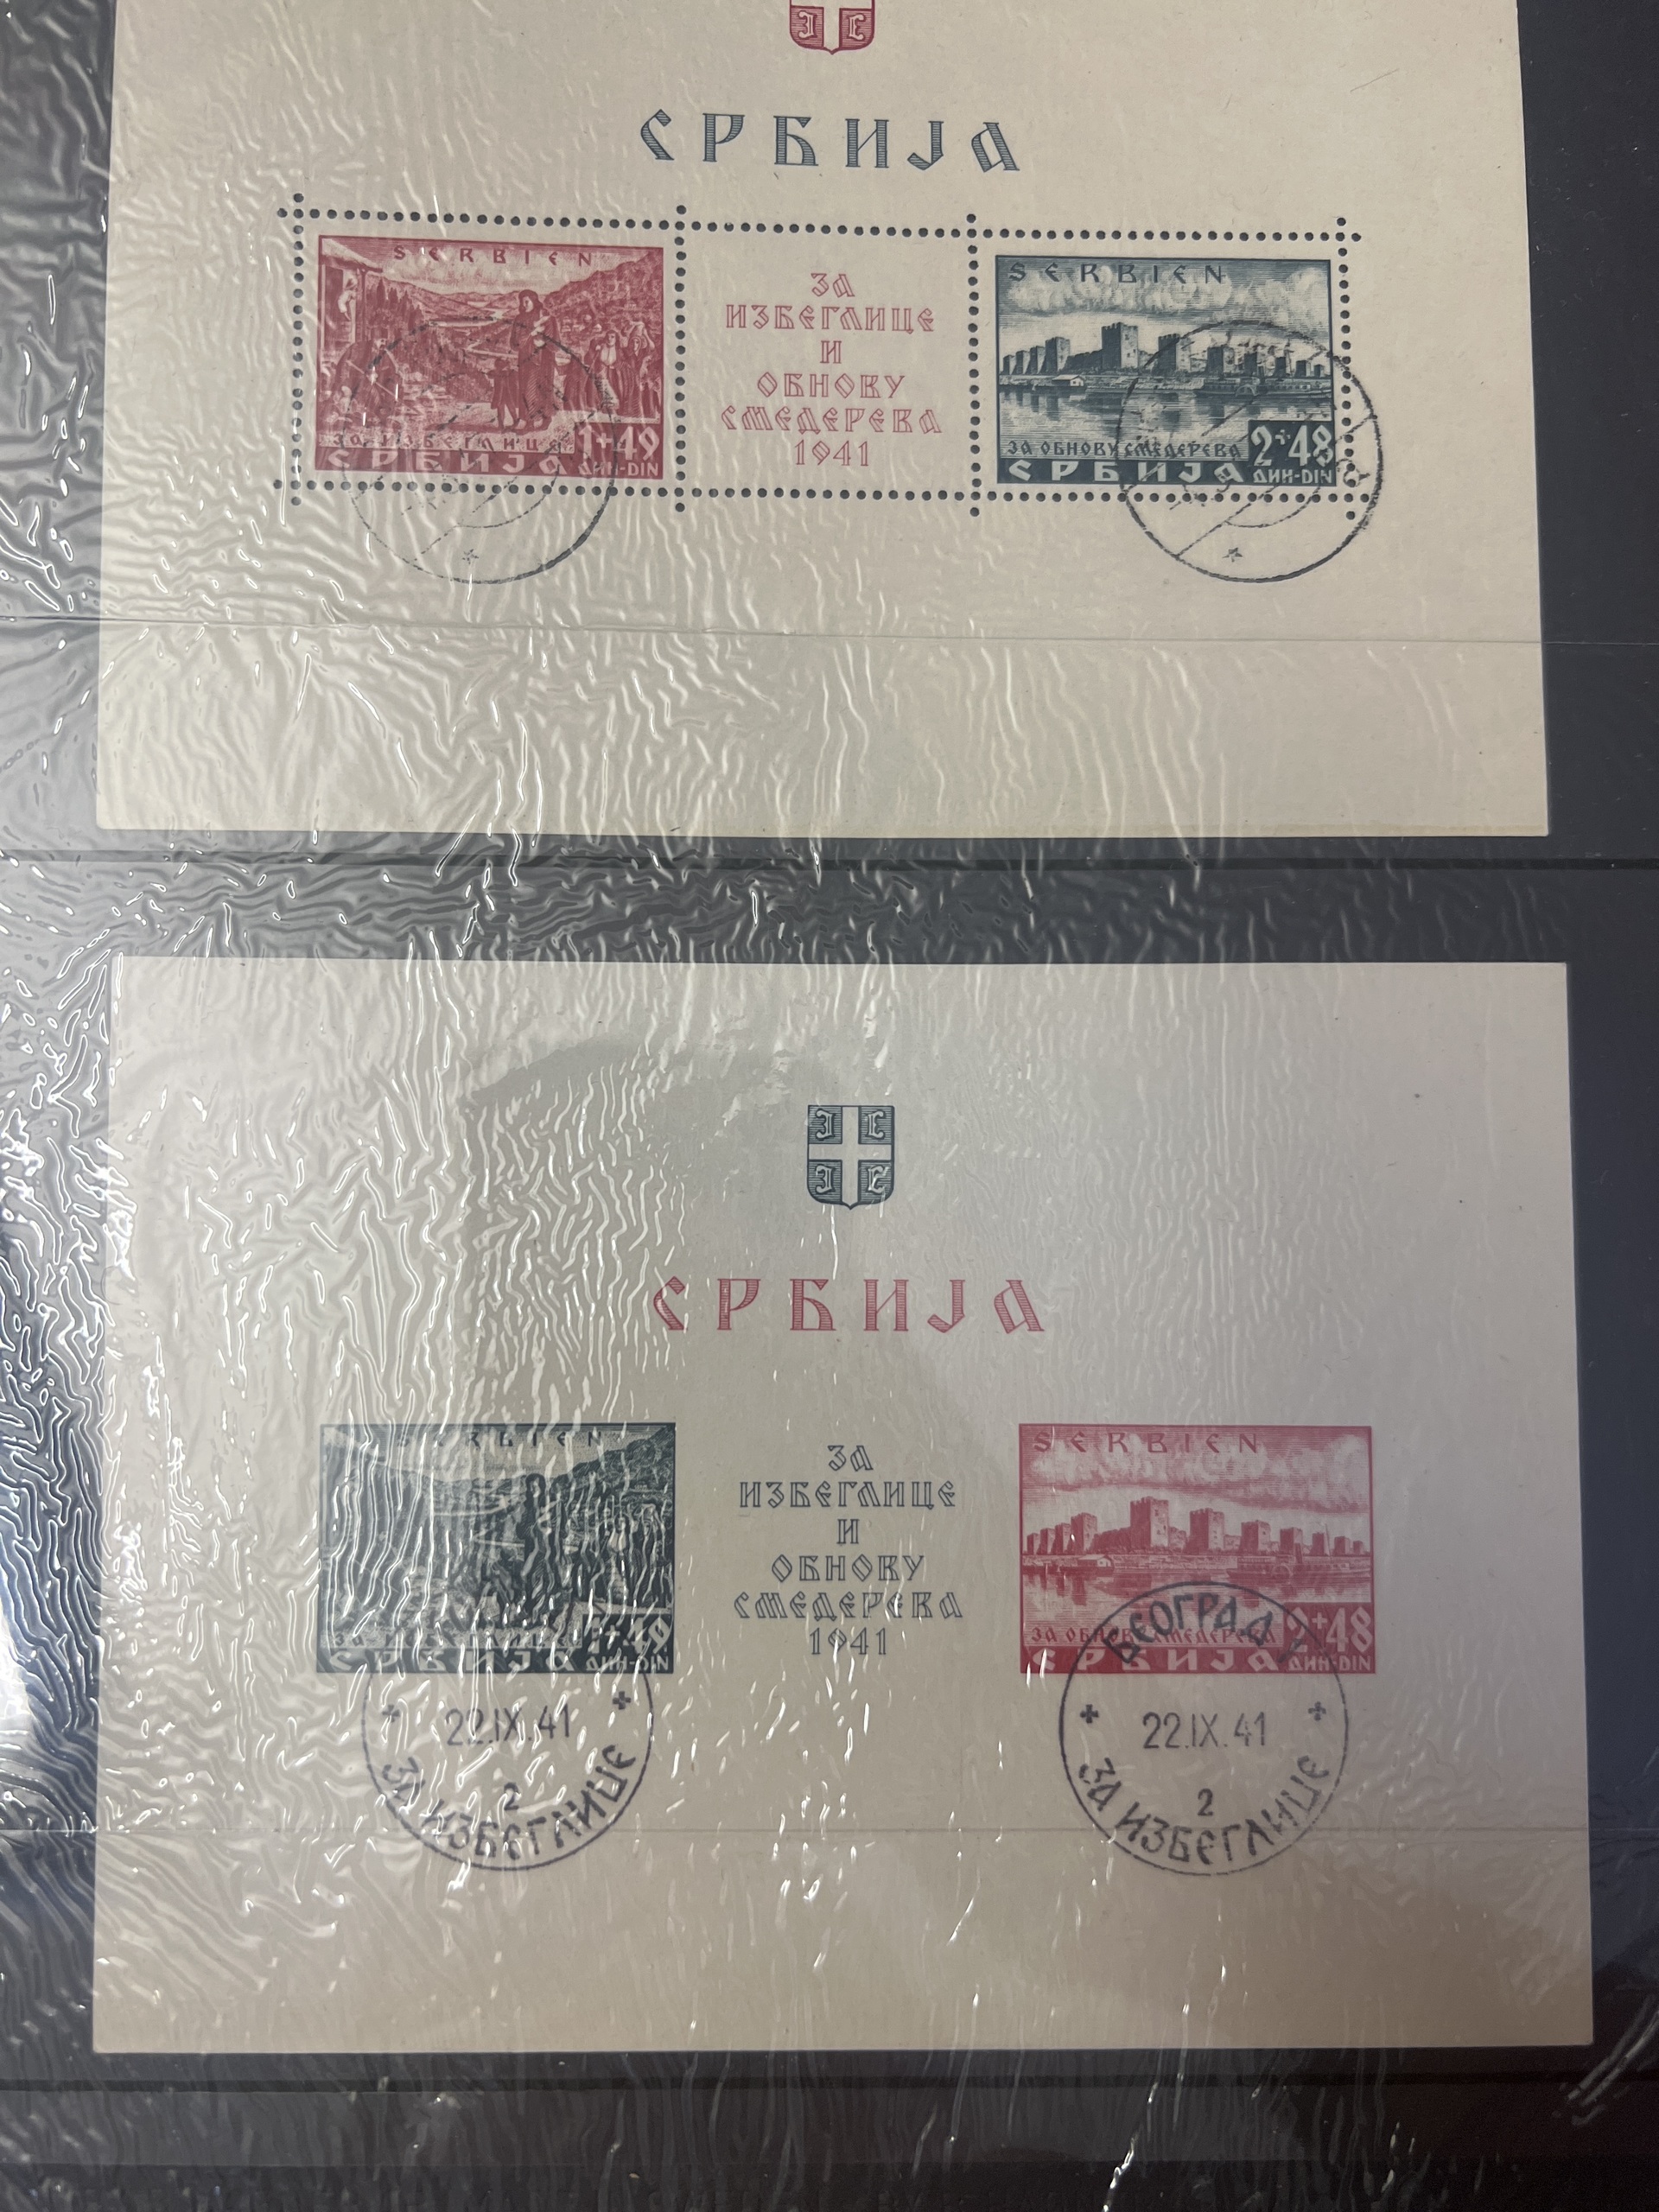 СРБИЈА
SERBIEN
ЗА ИЗБЕГЛИЦЕ
1+49
СРБИЈА ДИН-DIN
ЗА
ИЗБЕГЛИЦЕ
И
ОБНОВУ
СМЕДЕРЕВА
1941
SERBIEN
ЗА ОБНОВУ СМЕДЕРЕВА
2+48
СРБИЈА ДИН-DIN
СРБИЈА
SERBIEN
СРБИЈА ДИН-DIN
22.IX.41
2
ЗА ИЗБЕГЛИЦЕ
ЗА
ИЗБЕГЛИЦЕ
И
ОБНОВУ
СМЕДЕРЕВА
1941
SERBIEN
ЗА ОБНОВУ СМЕДЕРЕВА
2+48
СРБИЈА ДИН-DIN
БЕОГРАД
22.IX.41
2
ЗА ИЗБЕГЛИЦЕ